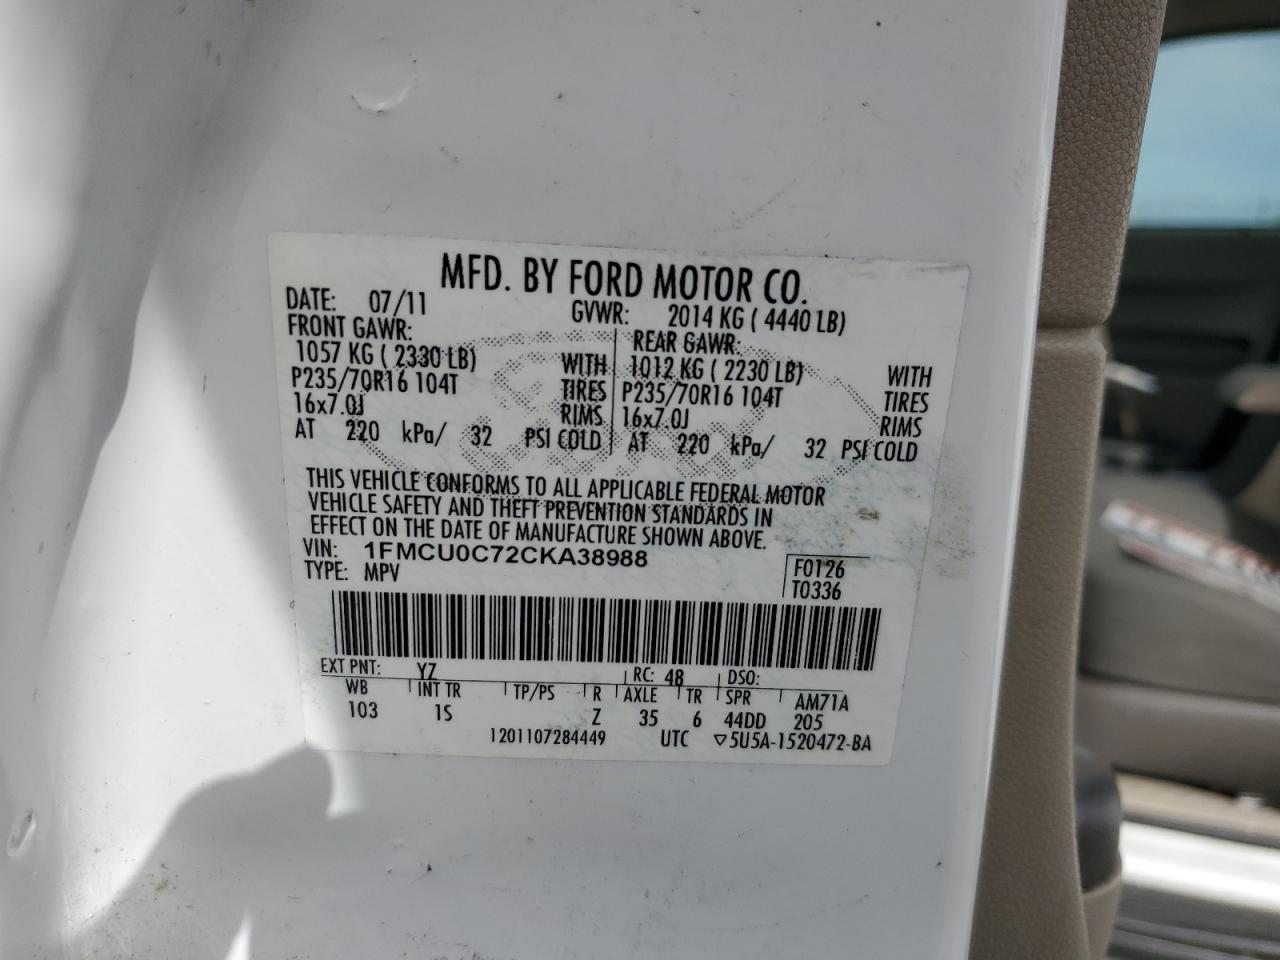 MFD. BY FORD MOTOR CO.
DATE: 07/11 GVWR: 2014 KG ( 4440 LB)
FRONT GAWR: REAR GAWR:
1057 KG ( 2330 LB) WITH 1012 KG ( 2230 LB) WITH
P235/70R16 104T TIRES P235/70R16 104T TIRES
16x7.0J RIMS 16x7.0J RIMS
AT 220 kPa/ 32 PSI COLD AT 220 kPa/ 32 PSI COLD
THIS VEHICLE CONFORMS TO ALL APPLICABLE FEDERAL MOTOR
VEHICLE SAFETY AND THEFT PREVENTION STANDARDS IN
EFFECT ON THE DATE OF MANUFACTURE SHOWN ABOVE.
VIN: 1FMCU0C72CKA38988 F0126
TYPE: MPV T0336
EXT PNT: YZ RC: 48 DSO:
WB INT TR TP/PS R AXLE TR SPR AM71A
103 1S Z 35 6 44DD 205
1201107284449 UTC ▽5U5A-1520472-BA